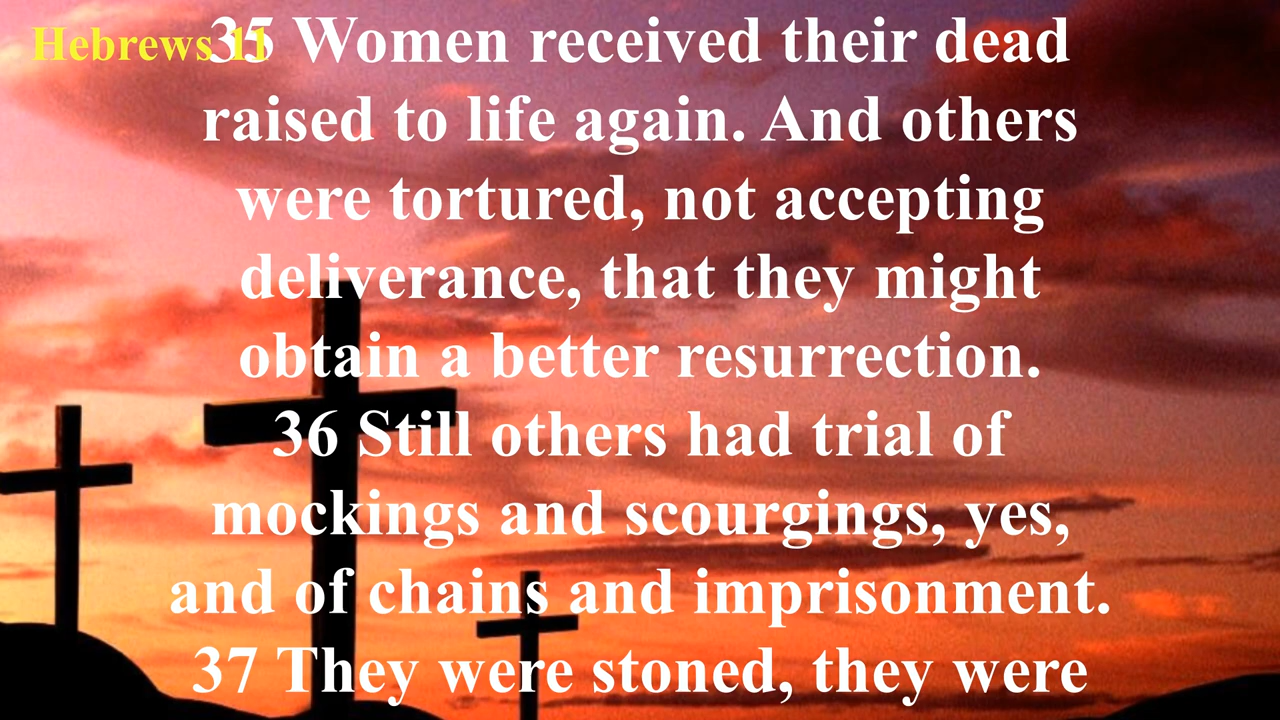 Hebrews 11
35 Women received their dead
raised to life again. And others
were tortured, not accepting
deliverance, that they might
obtain a better resurrection.
36 Still others had trial of
mockings and scourgings, yes,
and of chains and imprisonment.
37 They were stoned, they were